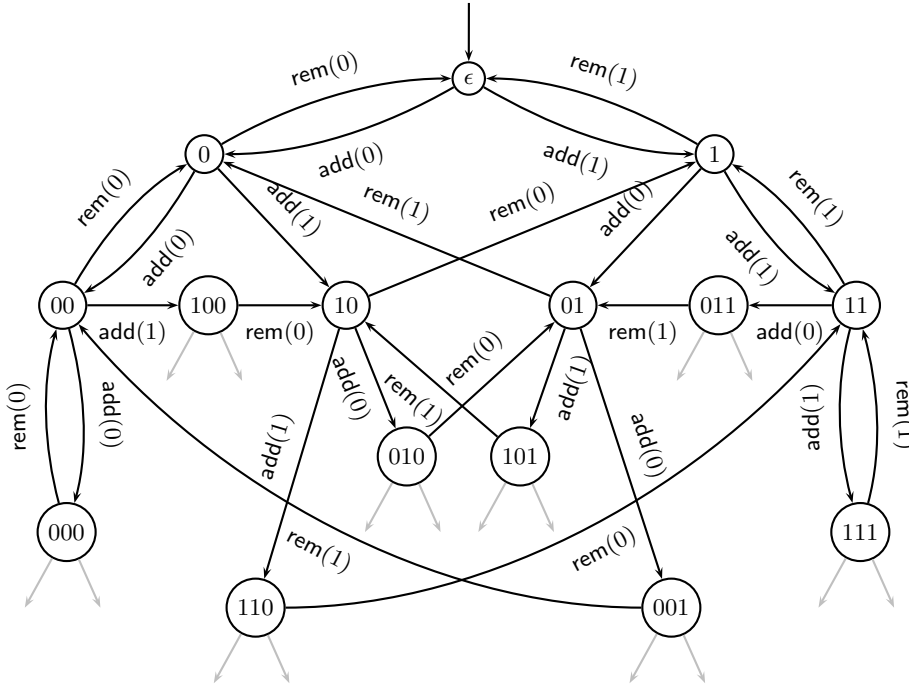 ϵ
rem(0)
rem(1)
add(0)
add(1)
0
1
rem(0)
add(0)
add(1)
rem(1)
rem(0)
add(0)
add(1)
rem(1)
00
100
10
01
011
11
add(1)
rem(0)
rem(1)
add(0)
rem(0)
add(0)
add(0)
rem(1)
rem(0)
add(1)
add(1)
rem(1)
add(1)
010
101
add(0)
000
111
rem(1)
rem(0)
110
001